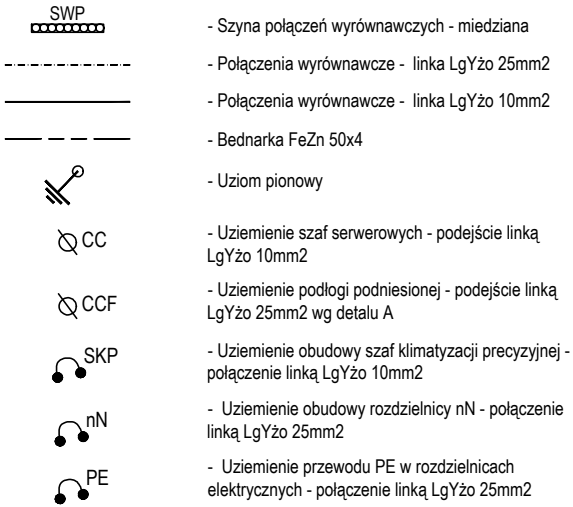 SWP - Szyna połączeń wyrównawczych - miedziana
- Połączenia wyrównawcze - linka LgYżo 25mm2
- Połączenia wyrównawcze - linka LgYżo 10mm2
- Bednarka FeZn 50x4
- Uziom pionowy
CC - Uziemienie szaf serwerowych - podejście linką
LgYżo 10mm2
CCF - Uziemienie podłogi podniesionej - podejście linką
LgYżo 25mm2 wg detalu A
SKP - Uziemienie obudowy szaf klimatyzacji precyzyjnej -
połączenie linką LgYżo 10mm2
nN - Uziemienie obudowy rozdzielnicy nN - połączenie
linką LgYżo 25mm2
PE - Uziemienie przewodu PE w rozdzielnicach
elektrycznych - połączenie linką LgYżo 25mm2